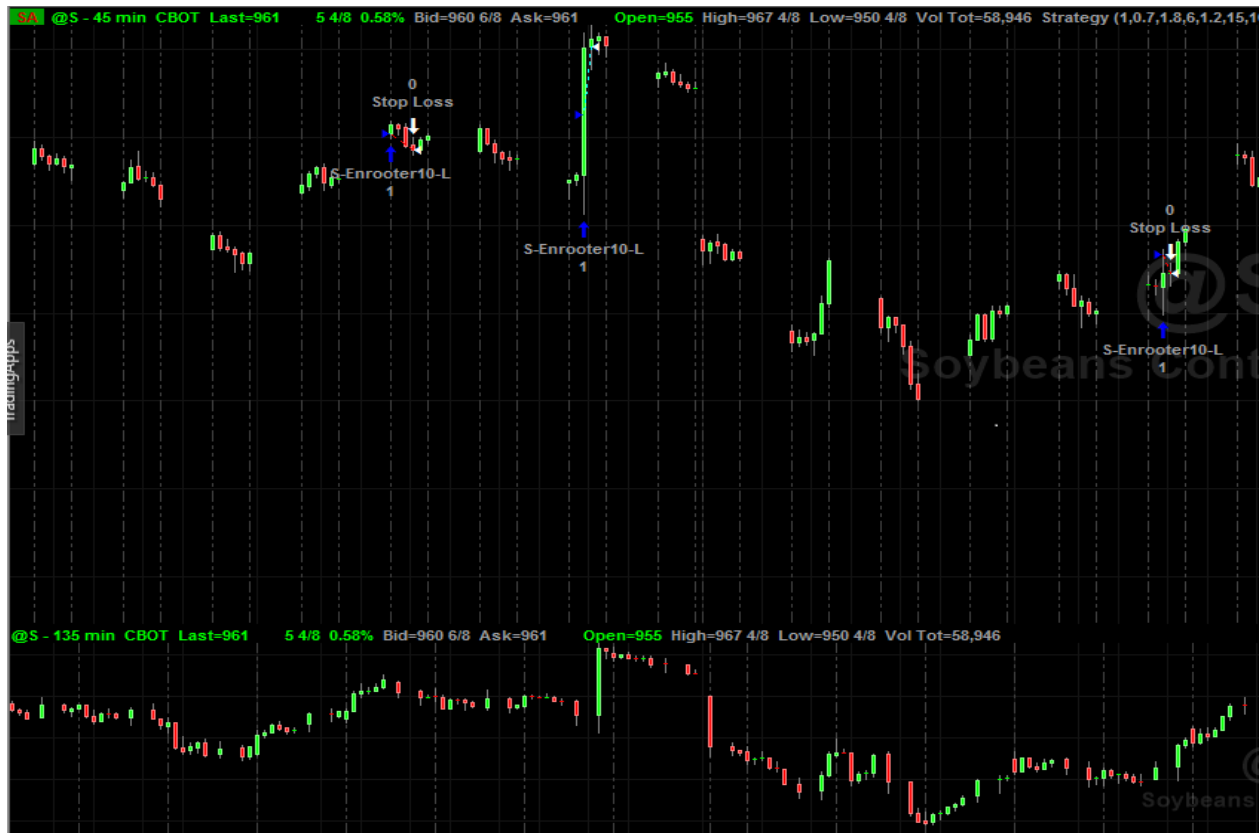 SA @S - 45 min CBOT Last=961 5 4/8 0.58% Bid=960 6/8 Ask=961 Open=955 High=967 4/8 Low=950 4/8 Vol Tot=58,946 Strategy (1,0.7,1.8,6,1.2,15,1
0
Stop Loss
S-Enrooter10-L
1
S-Enrooter10-L
1
0
Stop Loss
@S
S-Enrooter10-L
1
Soybeans Cont
TradingApps
@S - 135 min CBOT Last=961 5 4/8 0.58% Bid=960 6/8 Ask=961 Open=955 High=967 4/8 Low=950 4/8 Vol Tot=58,946
@
Soybeans